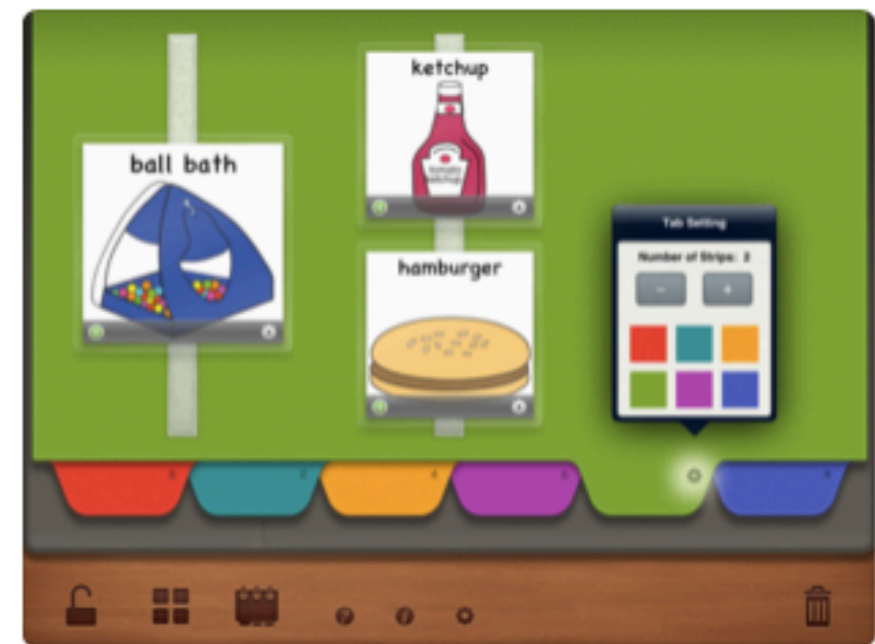 ball bath
ketchup
hamburger
Tab Setting
Number of Strips: 2
- +